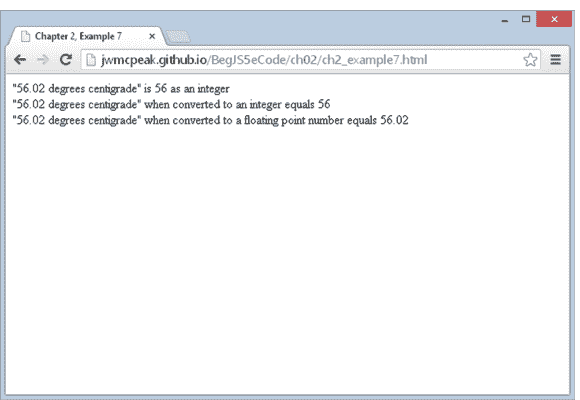 Chapter 2, Example 7
jwmcpeak.github.io/BegJS5eCode/ch02/ch2_example7.html
"56.02 degrees centigrade" is 56 as an integer
"56.02 degrees centigrade" when converted to an integer equals 56
"56.02 degrees centigrade" when converted to a floating point number equals 56.02